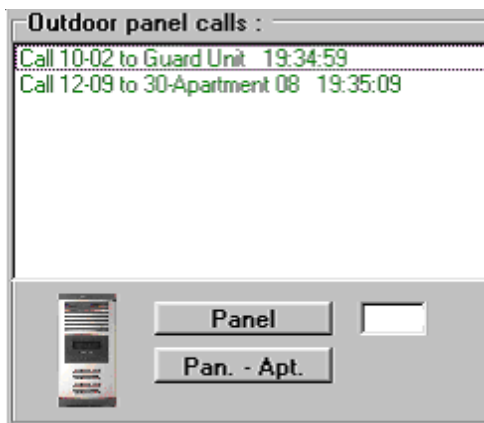 Outdoor panel calls :
Call 10-02 to Guard Unit 19:34:59
Call 12-09 to 30-Apartment 08 19:35:09
Panel
Pan. - Apt.